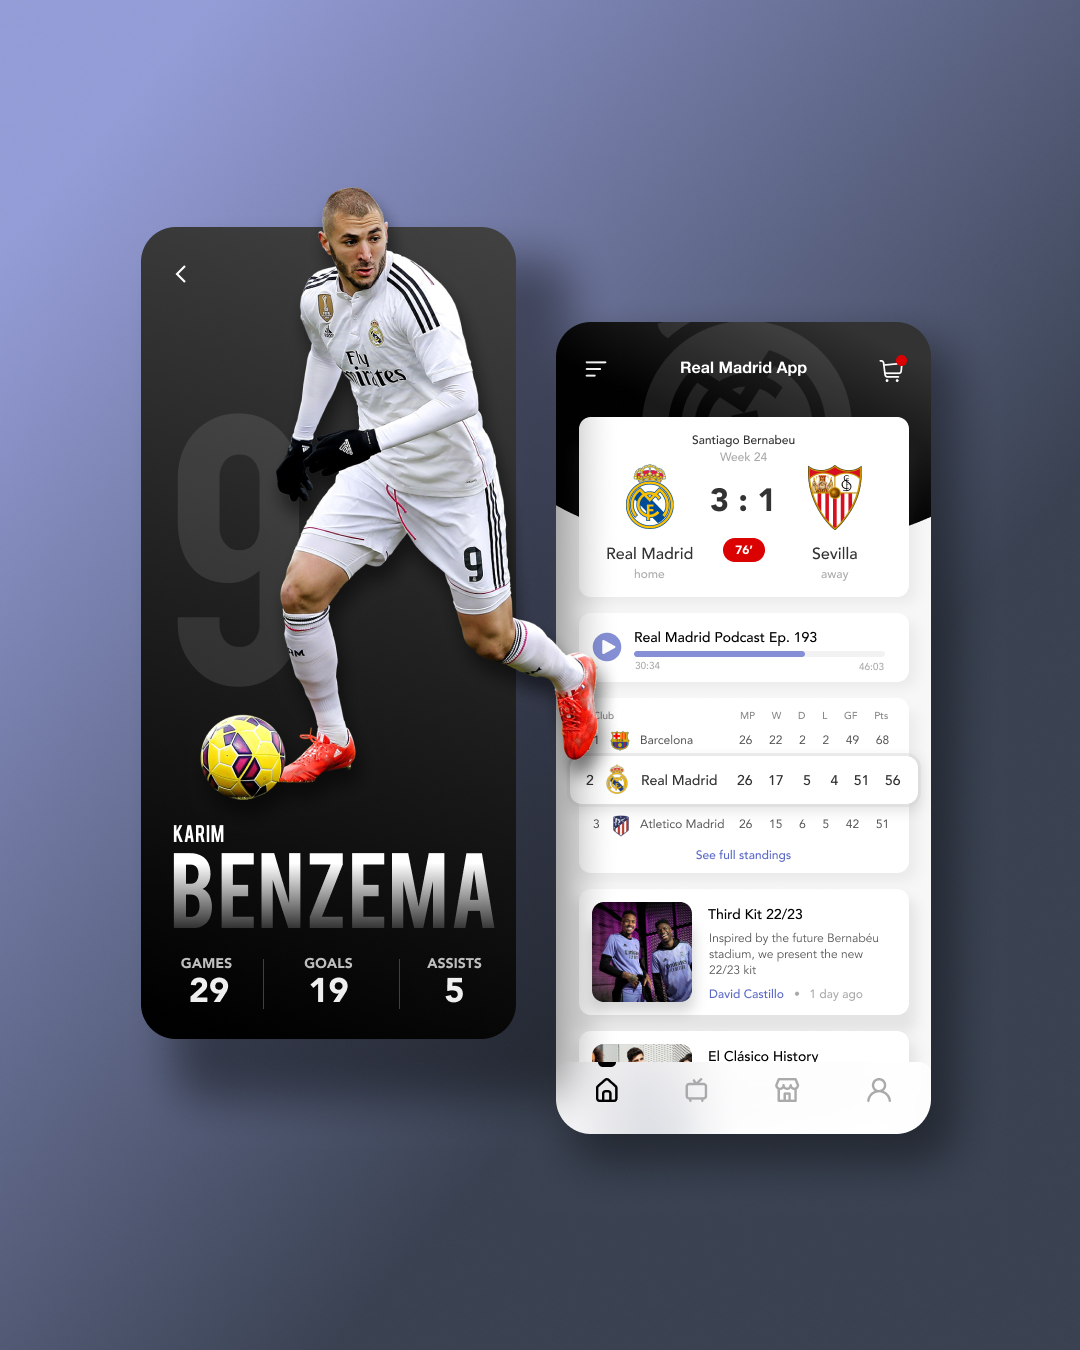 Fly
Emirates
9
9
KARIM
BENZEMA
GAMES GOALS ASSISTS
29 19 5
Real Madrid App
Santiago Bernabeu
Week 24
3 : 1
76'
Real Madrid Sevilla
home away
Real Madrid Podcast Ep. 193
30:34 46:03
Club MP W D L GF Pts
1 Barcelona 26 22 2 2 49 68
2 Real Madrid 26 17 5 4 51 56
3 Atletico Madrid 26 15 6 5 42 51
See full standings
Third Kit 22/23
Inspired by the future Bernabéu
stadium, we present the new
22/23 kit
David Castillo • 1 day ago
El Clásico History